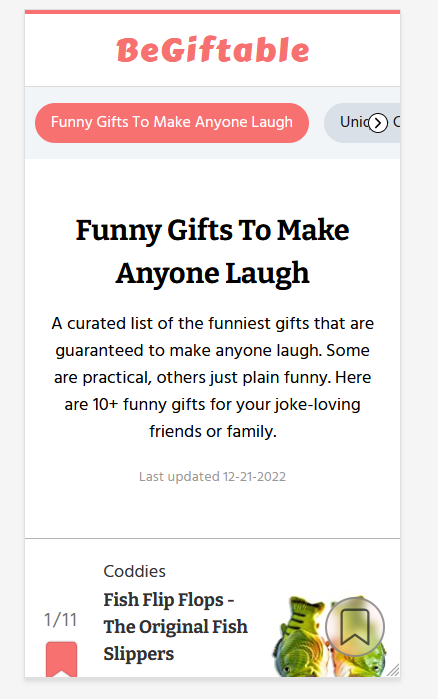 BeGiftable
Funny Gifts To Make Anyone Laugh
Funny Gifts To Make
Anyone Laugh
A curated list of the funniest gifts that are
guaranteed to make anyone laugh. Some
are practical, others just plain funny. Here
are 10+ funny gifts for your joke-loving
friends or family.
Last updated 12-21-2022
Coddies
1/11
Fish Flip Flops -
The Original Fish
Slippers